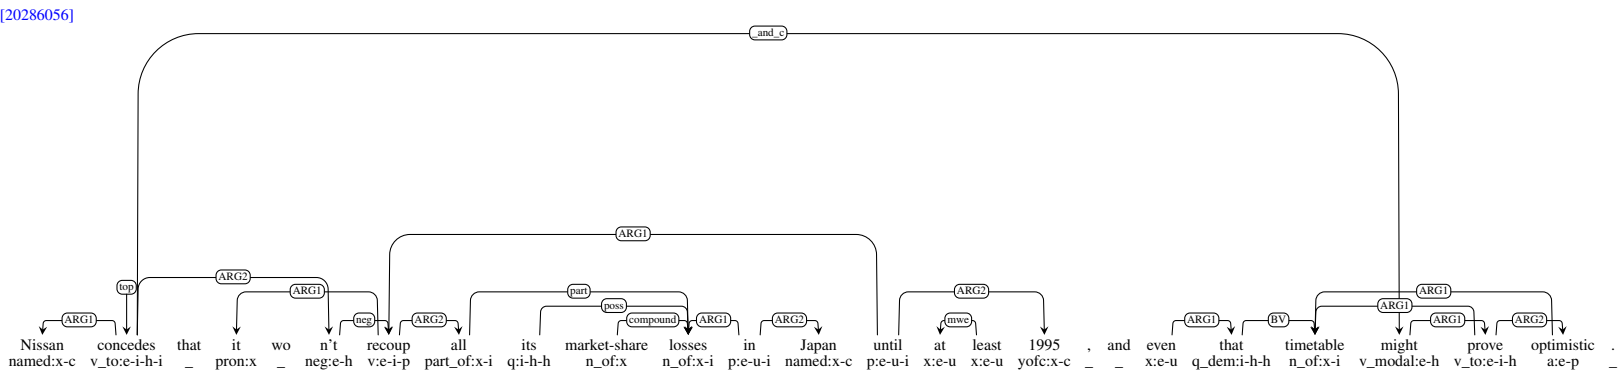 [20286056]
_and_c
ARG1
top ARG2 ARG1 part ARG2 ARG1
poss ARG1
ARG1 neg ARG2 compound ARG1 ARG2 mwe ARG1 BV ARG1 ARG2
Nissan concedes that it wo n't recoup all its market-share losses in Japan until at least 1995 , and even that timetable might prove optimistic .
named:x-c v_to:e-i-h-i _ pron:x _ neg:e-h v:e-i-p part_of:x-i q:i-h-h n_of:x n_of:x-i p:e-u-i named:x-c p:e-u-i x:e-u x:e-u yofc:x-c _ _ x:e-u q_dem:i-h-h n_of:x-i v_modal:e-h v_to:e-i-h a:e-p _